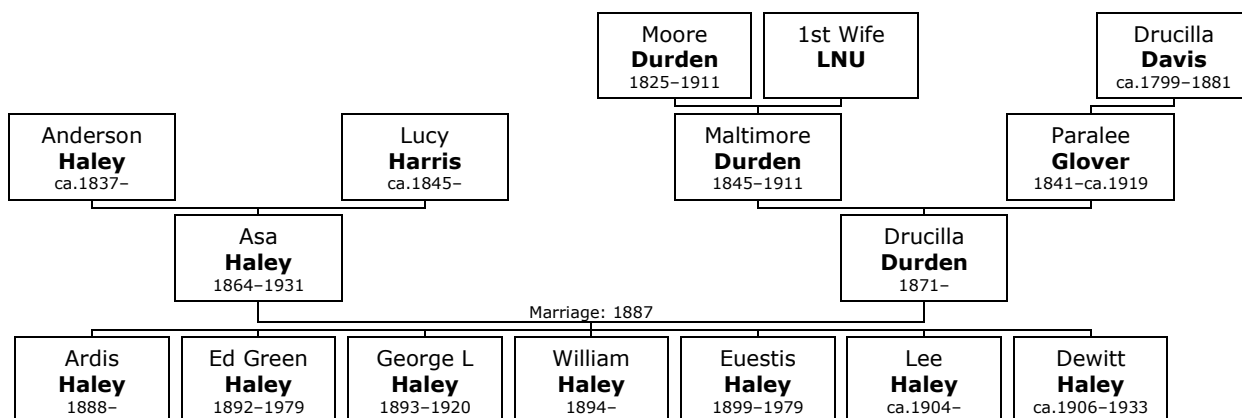 Moore
Durden
1825–1911
1st Wife
LNU
Drucilla
Davis
ca.1799–1881
Anderson
Haley
ca.1837–
Lucy
Harris
ca.1845–
Maltimore
Durden
1845–1911
Paralee
Glover
1841–ca.1919
Asa
Haley
1864–1931
Drucilla
Durden
1871–
Marriage: 1887
Ardis
Haley
1888–
Ed Green
Haley
1892–1979
George L
Haley
1893–1920
William
Haley
1894–
Euestis
Haley
1899–1979
Lee
Haley
ca.1904–
Dewitt
Haley
ca.1906–1933